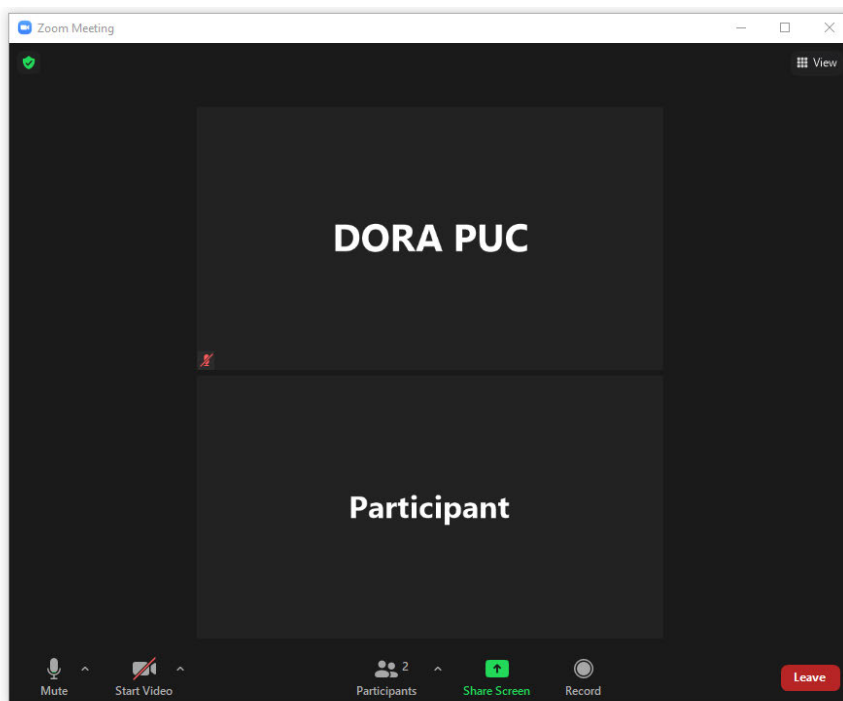 Zoom Meeting
View
DORA PUC
Participant
2
Mute
Start Video
Participants
Share Screen
Record
Leave